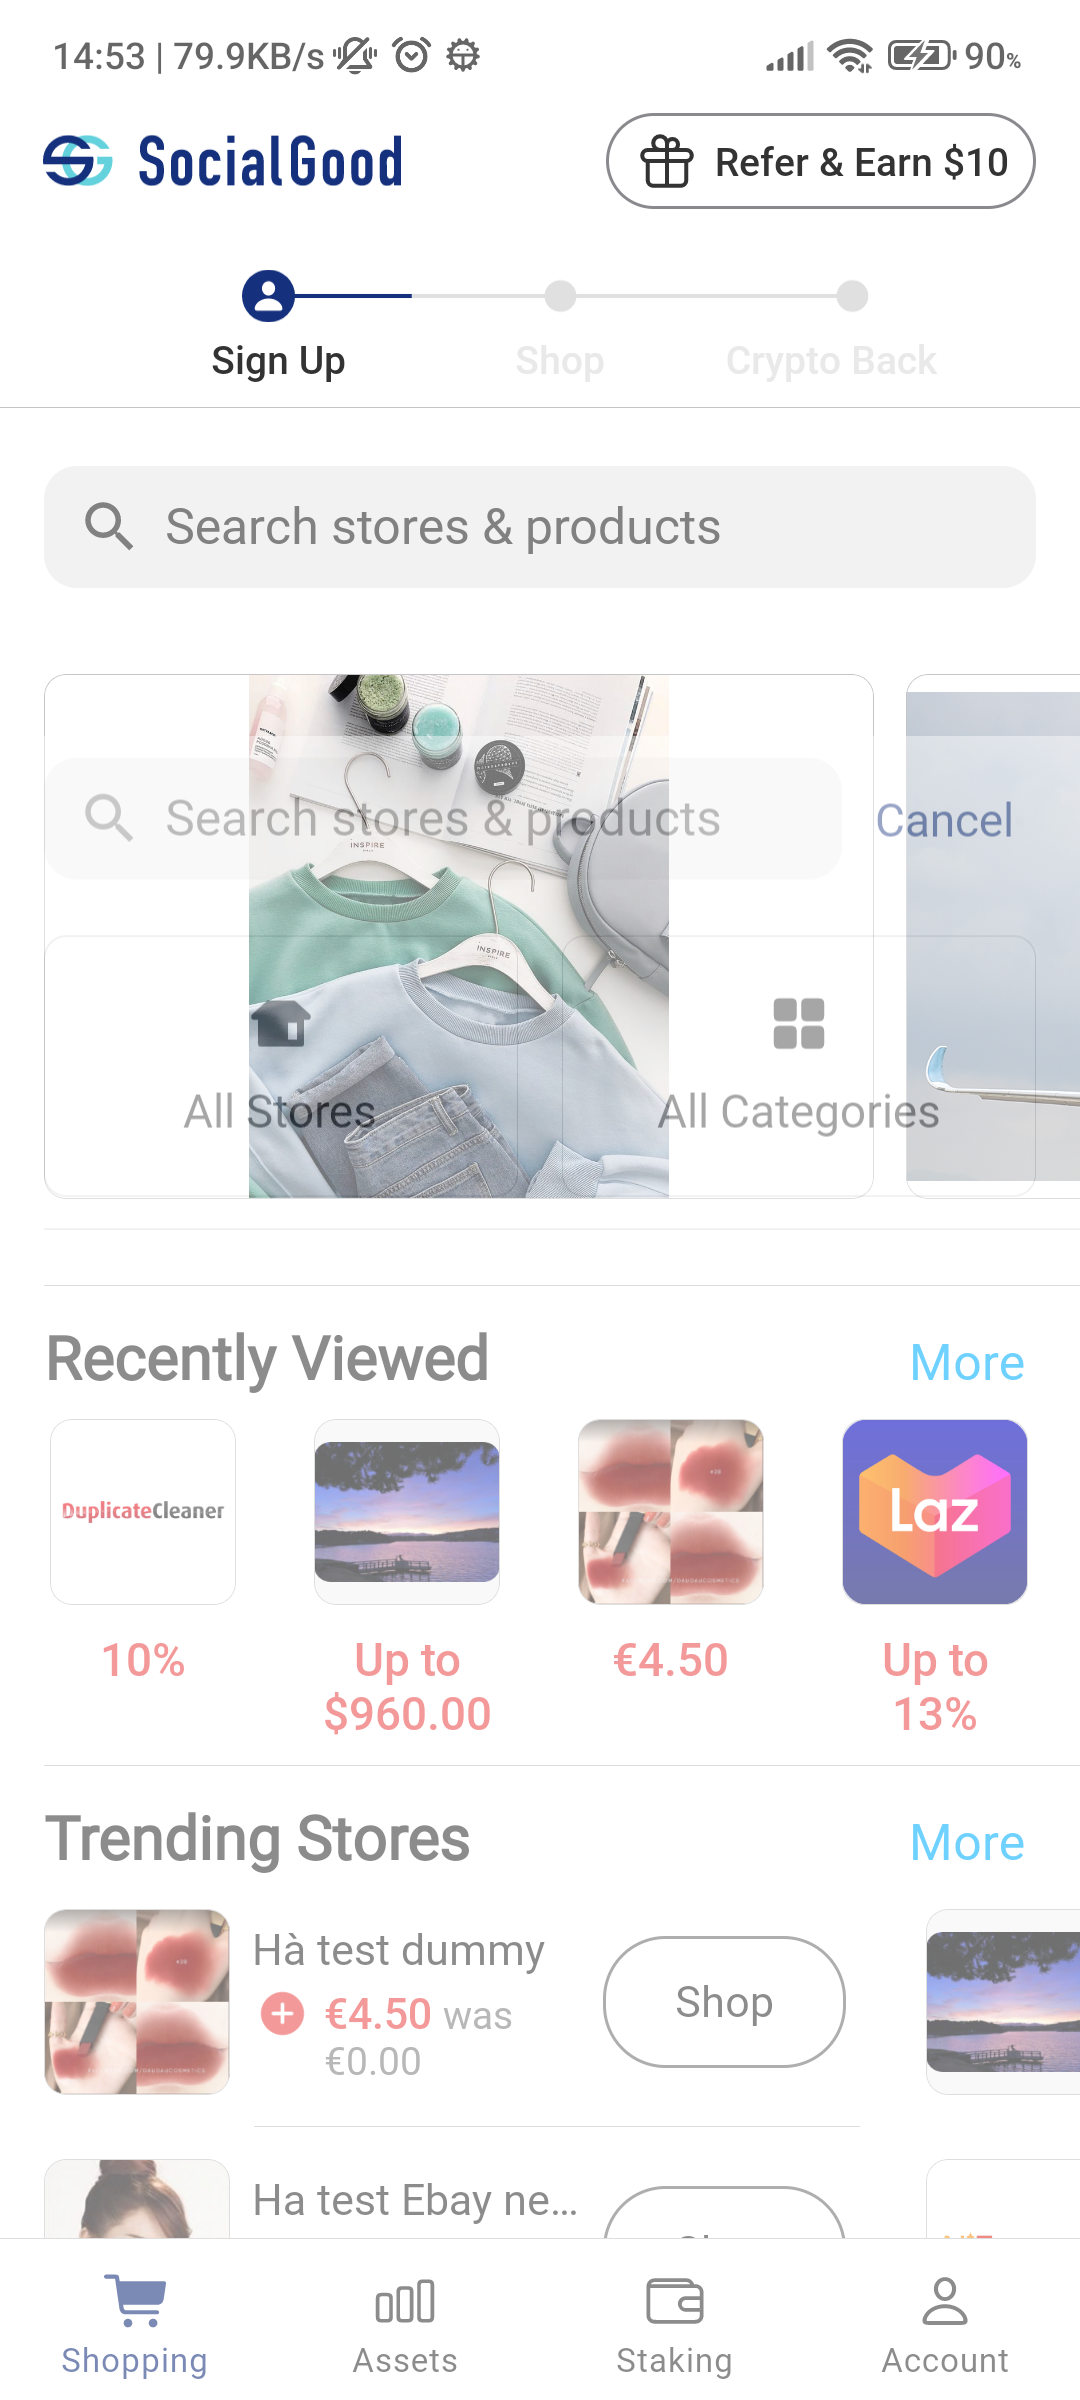 14:53 | 79.9KB/s
90%
SocialGood
Refer & Earn $10
Sign Up
Shop
Crypto Back
Search stores & products
Search stores & products
Cancel
INSPIRE
INSPIRE
All Stores
All Categories
Recently Viewed
More
DuplicateCleaner
Laz
10%
Up to
$960.00
€4.50
Up to
13%
Trending Stores
More
Hà test dummy
€4.50 was
€0.00
Shop
Ha test Ebay ne...
Shopping
Assets
Staking
Account